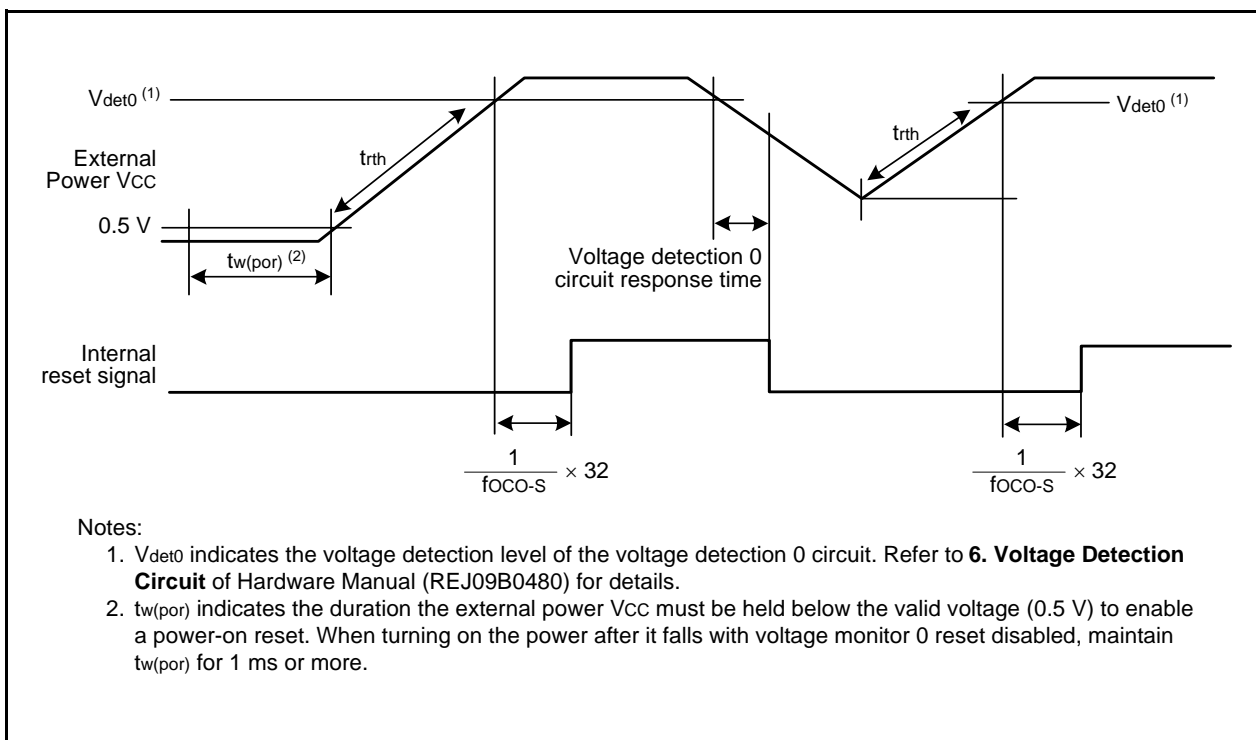 Vdet0 (1)
Vdet0 (1)
trth
trth
External
Power VCC
0.5 V
tw(por) (2)
Voltage detection 0
circuit response time
Internal
reset signal
1
fOCO-S
× 32
1
fOCO-S
× 32
Notes:
1. Vdet0 indicates the voltage detection level of the voltage detection 0 circuit. Refer to 6. Voltage Detection
Circuit of Hardware Manual (REJ09B0480) for details.
2. tw(por) indicates the duration the external power VCC must be held below the valid voltage (0.5 V) to enable
a power-on reset. When turning on the power after it falls with voltage monitor 0 reset disabled, maintain
tw(por) for 1 ms or more.